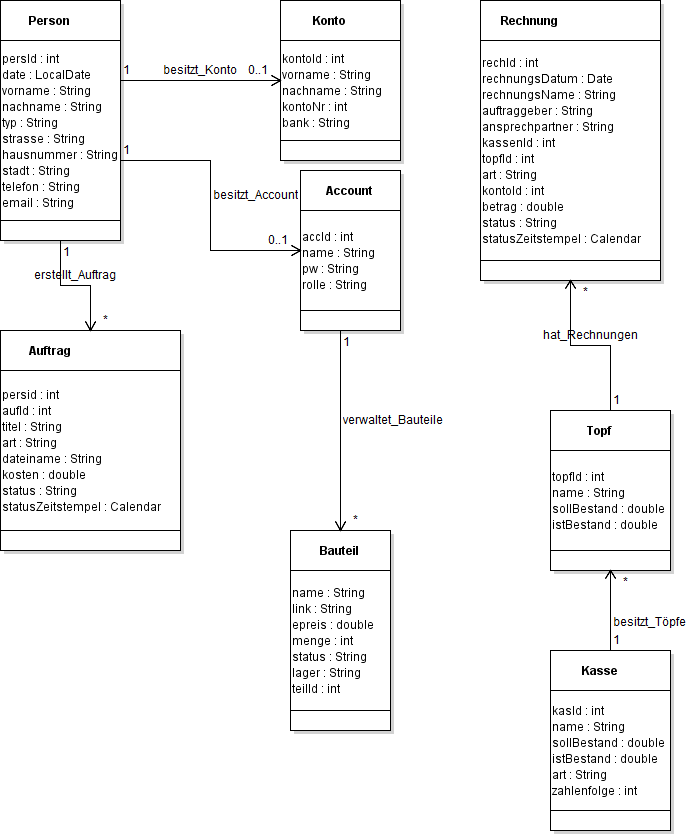 Person
persId : int
date : LocalDate
vorname : String
nachname : String
typ : String
strasse : String
hausnummer : String
stadt : String
telefon : String
email : String
1
besitzt_Konto
0..1
Konto
kontoId : int
vorname : String
nachname : String
kontoNr : int
bank : String
1
besitzt_Account
0..1
Account
accId : int
name : String
pw : String
rolle : String
1
erstellt_Auftrag
*
Auftrag
persid : int
aufId : int
titel : String
art : String
dateiname : String
kosten : double
status : String
statusZeitstempel : Calendar
1
verwaltet_Bauteile
*
Bauteil
name : String
link : String
epreis : double
menge : int
status : String
lager : String
teilId : int
Rechnung
rechId : int
rechnungsDatum : Date
rechnungsName : String
auftraggeber : String
ansprechpartner : String
kassenId : int
topfId : int
art : String
kontoId : int
betrag : double
status : String
statusZeitstempel : Calendar
*
hat_Rechnungen
1
Topf
topfId : int
name : String
sollBestand : double
istBestand : double
*
besitzt_Töpfe
1
Kasse
kasId : int
name : String
sollBestand : double
istBestand : double
art : String
zahlenfolge : int